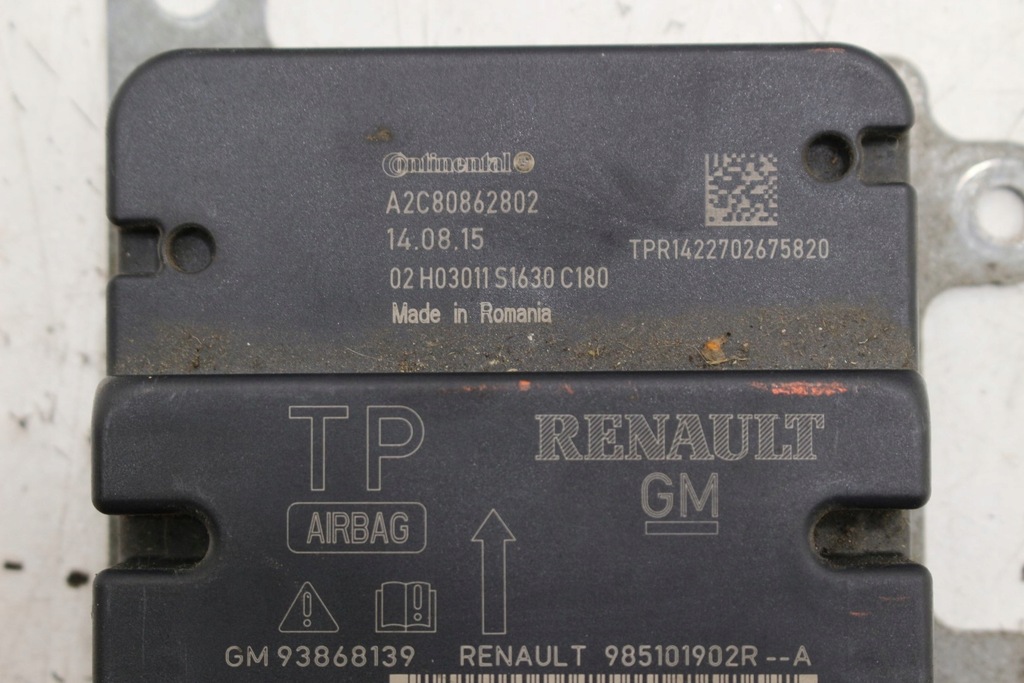 Continental
A2C80862802
14.08.15
02 H03011 S1630 C180
Made in Romania
TPR1422702675820
TP
AIRBAG
RENAULT
GM
GM 93868139 RENAULT 985101902R--A